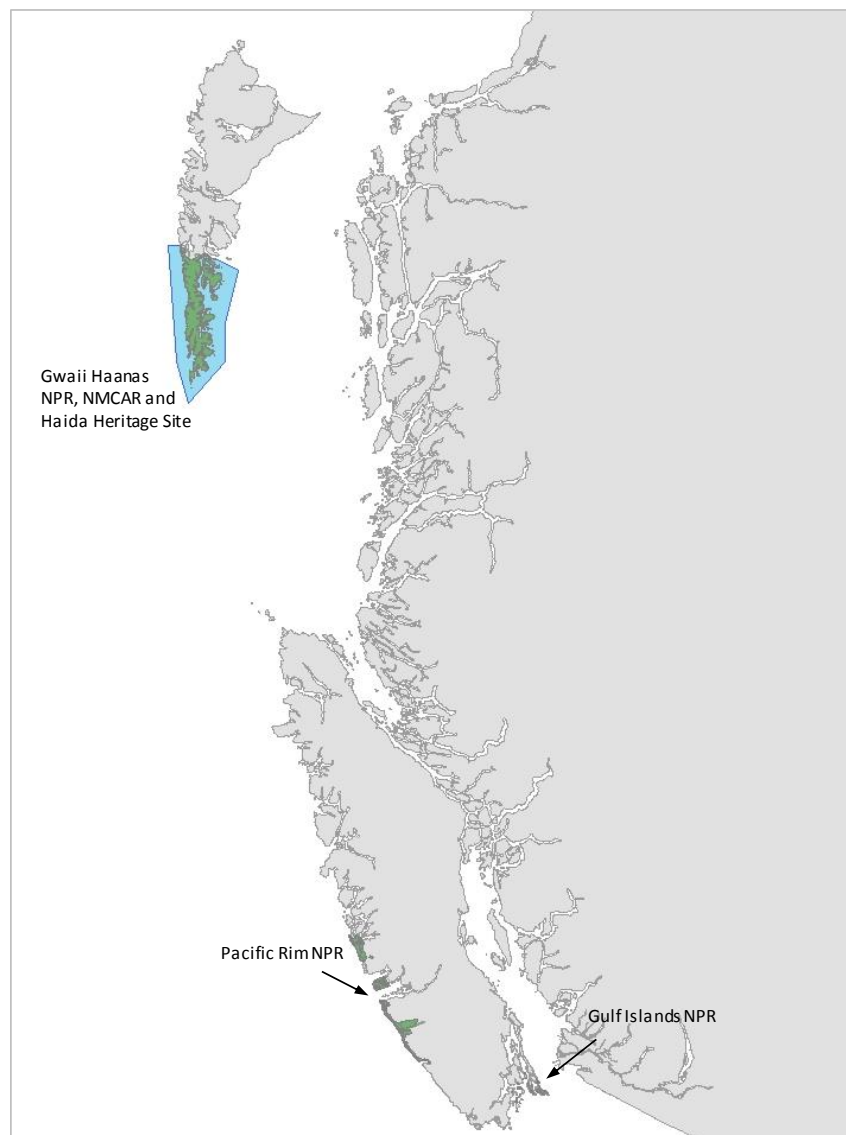 Gwaii Haanas
NPR, NMCAR and
Haida Heritage Site
Pacific Rim NPR
Gulf Islands NPR